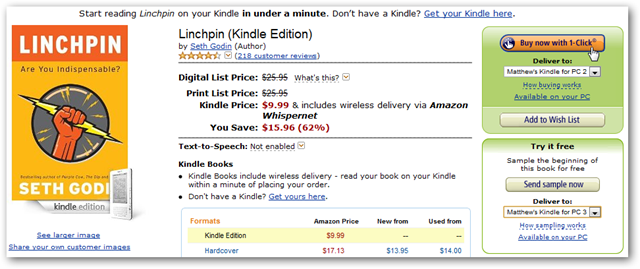 Start reading Linchpin on your Kindle in under a minute. Don't have a Kindle? Get your Kindle here.
LINCHPIN
Are You Indispensable?
SETH GODIN
kindle edition
See larger image
Share your own customer images
Linchpin (Kindle Edition)
by Seth Godin (Author)
(218 customer reviews)
Digital List Price: $25.95 What's this?
Print List Price: $25.95
Kindle Price: $9.99 & includes wireless delivery via Amazon
Whispernet
You Save: $15.96 (62%)
Text-to-Speech: Not enabled
Kindle Books
• Kindle Books include wireless delivery - read your book on your Kindle
within a minute of placing your order.
• Don't have a Kindle? Get yours here.
Formats Amazon Price New from Used from
Kindle Edition $9.99 -- --
Hardcover $17.13 $13.95 $14.00
Buy now with 1-Click®
Deliver to:
Matthew's Kindle for PC 2
How buying works
Available on your PC
Add to Wish List
Try it free
Sample the beginning of
this book for free
Send sample now
Deliver to:
Matthew's Kindle for PC 3
How sampling works
Available on your PC